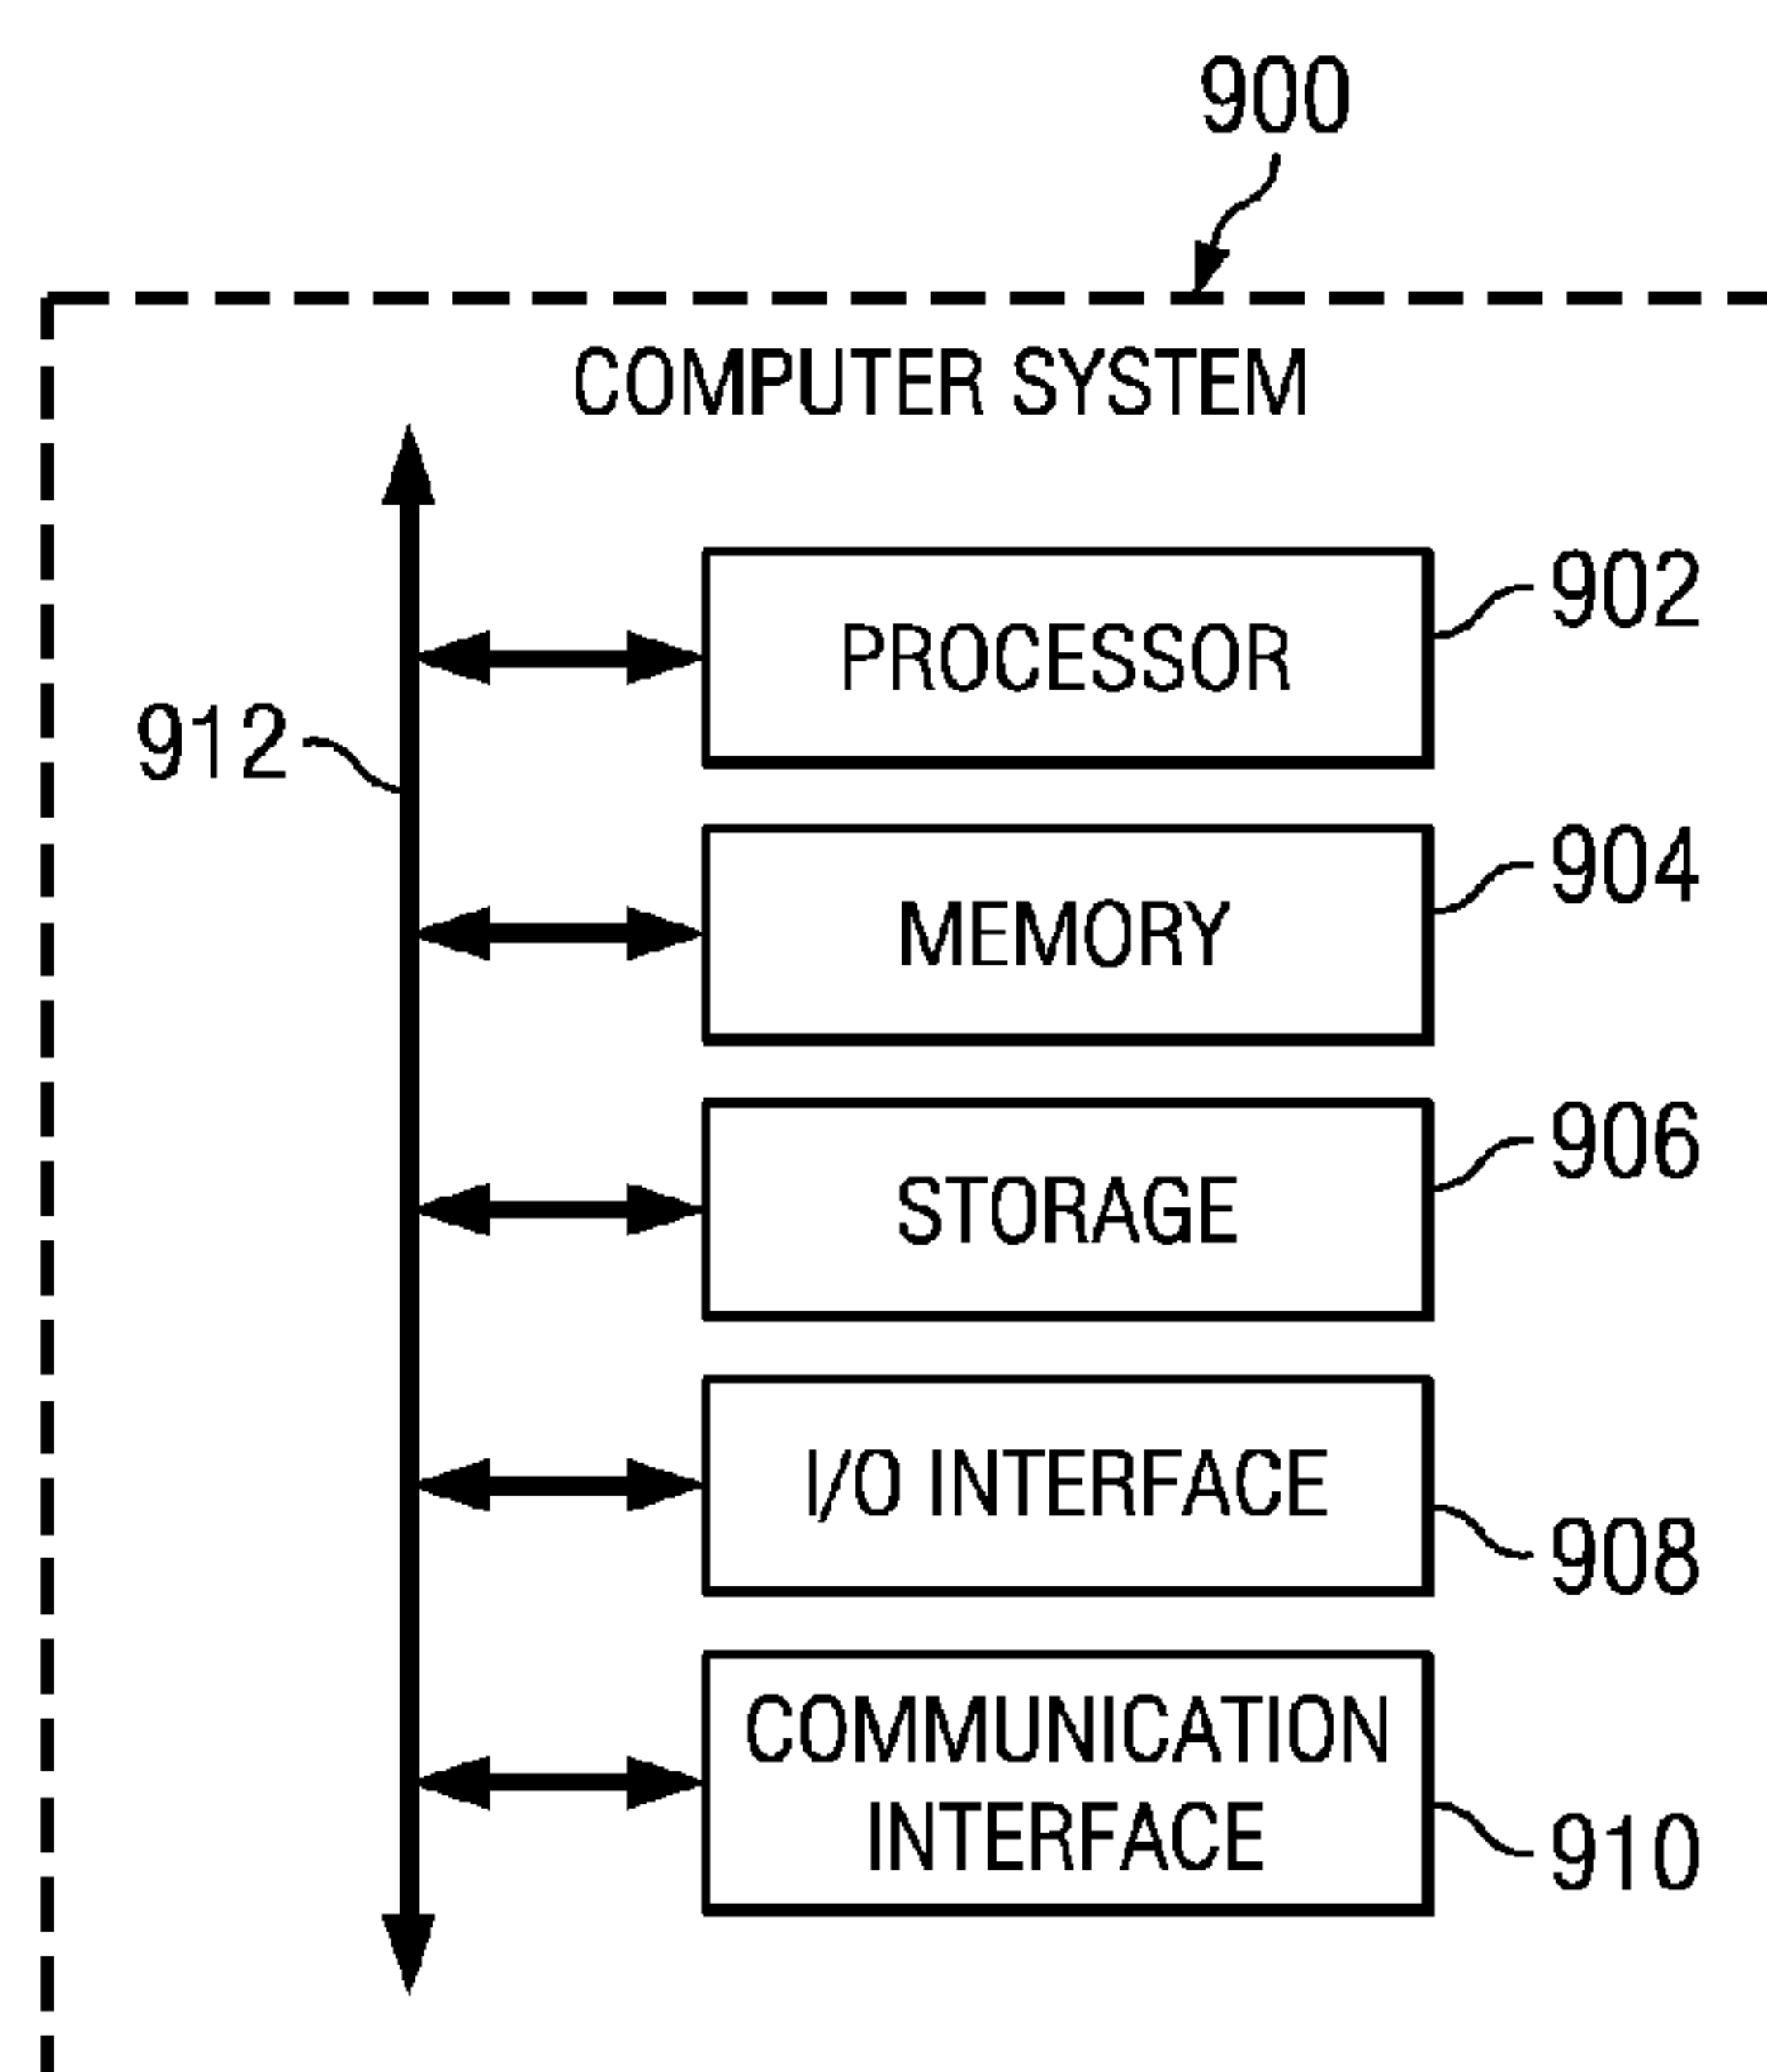 900
COMPUTER SYSTEM
902
PROCESSOR
912
904
MEMORY
906
STORAGE
I/O INTERFACE
908
COMMUNICATION
INTERFACE
910